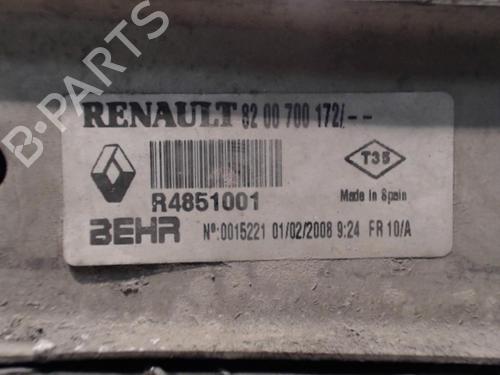 RENAULT 82 00 700 172/--
R4851001
T35
Made In Spain
BEHR Nº:0015221 01/02/2008 9:24 FR 10/A
B-PARTS